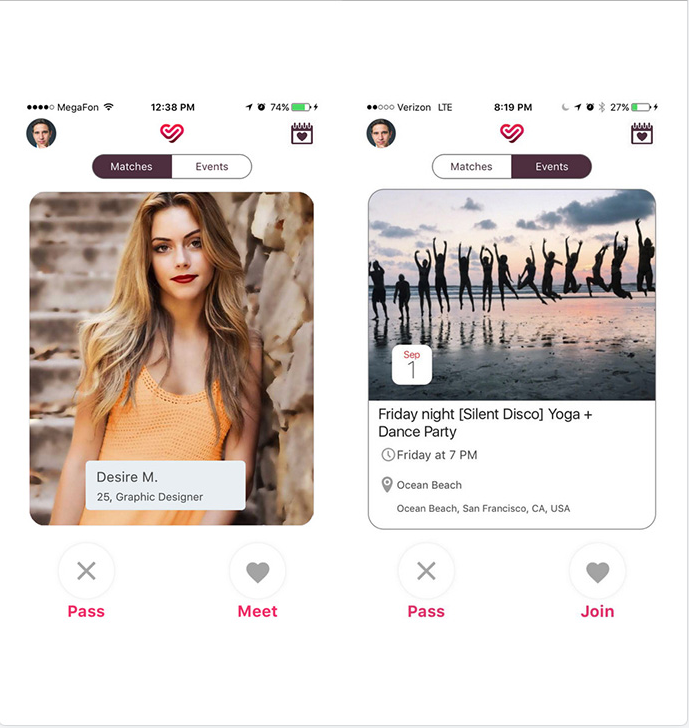 MegaFon
12:38 PM
74%
Matches
Events
Desire M.
25, Graphic Designer
Pass
Meet
Verizon LTE
8:19 PM
27%
Matches
Events
Sep
1
Friday night [Silent Disco] Yoga +
Dance Party
Friday at 7 PM
Ocean Beach
Ocean Beach, San Francisco, CA, USA
Pass
Join